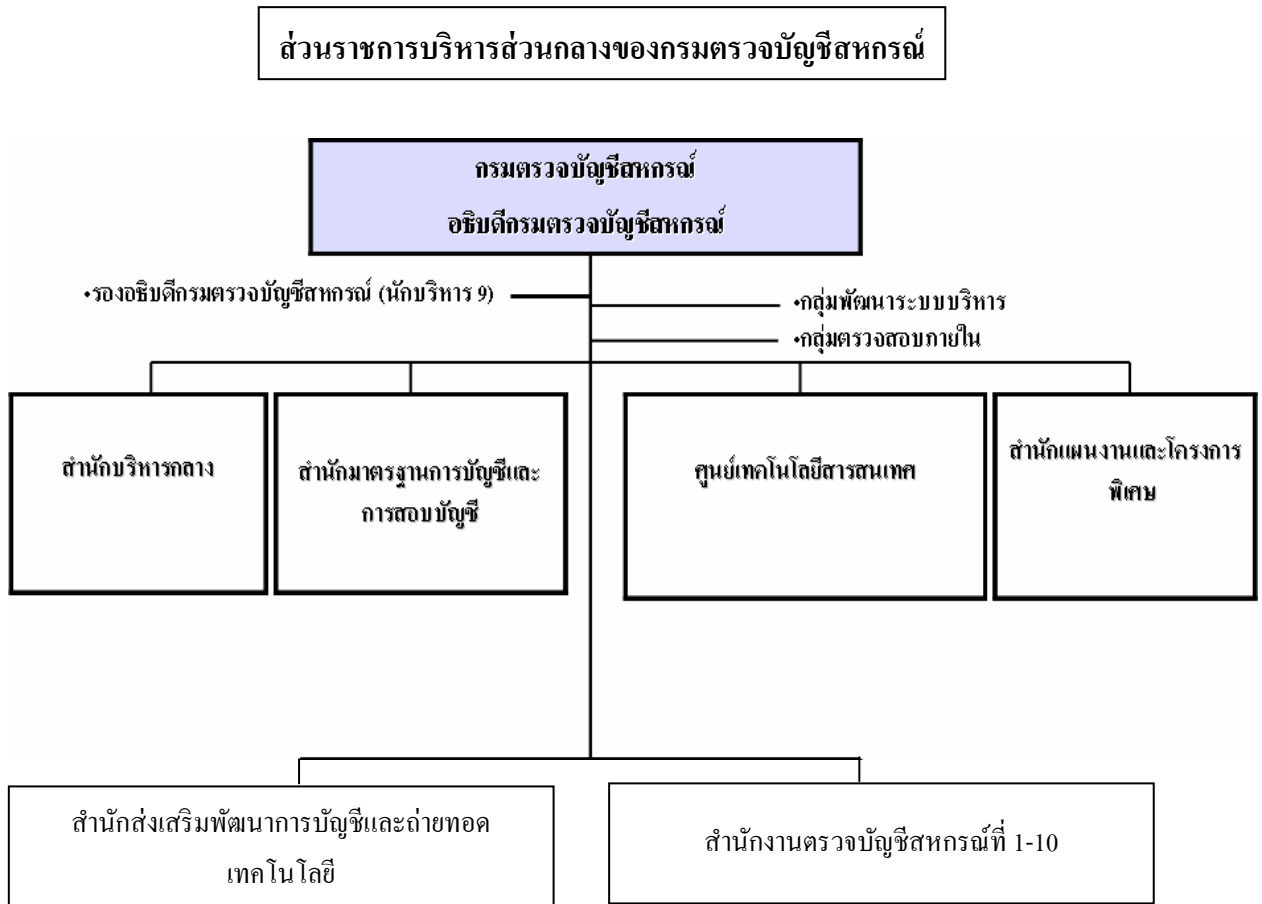 ส่วนราชการบริหารส่วนกลางของกรมตรวจบัญชีสหกรณ์
กรมตรวจบัญชีสหกรณ์
อธิบดีกรมตรวจบัญชีสหกรณ์
•รองอธิบดีกรมตรวจบัญชีสหกรณ์ (นักบริหาร 9)
•กลุ่มพัฒนาระบบบริหาร
•กลุ่มตรวจสอบภายใน
สำนักบริหารกลาง
สำนักมาตรฐานการบัญชีและ
การสอบบัญชี
ศูนย์เทคโนโลยีสารสนเทศ
สำนักแผนงานและโครงการ
พิเศษ
สำนักส่งเสริมพัฒนาการบัญชีและถ่ายทอด
เทคโนโลยี
สำนักงานตรวจบัญชีสหกรณ์ที่ 1-10